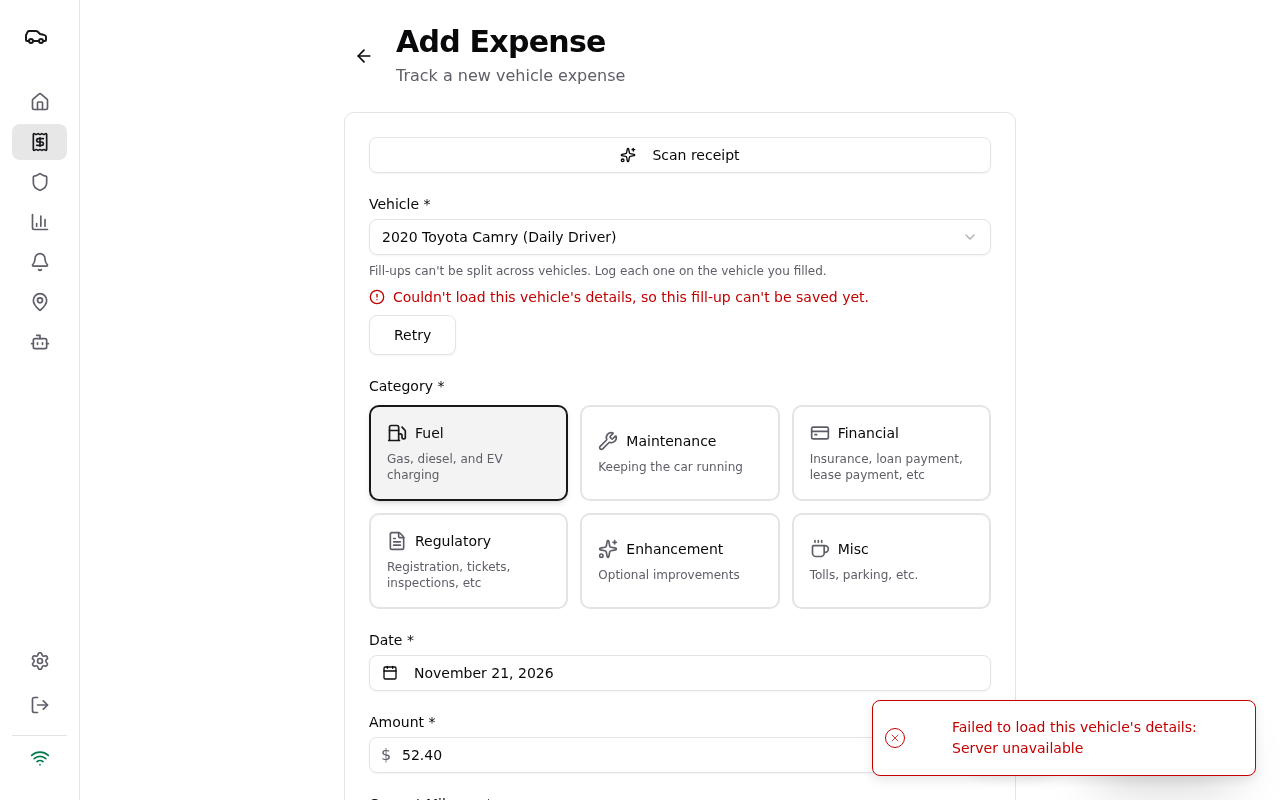 Add Expense
Track a new vehicle expense
Scan receipt
Vehicle *
2020 Toyota Camry (Daily Driver)
Fill-ups can't be split across vehicles. Log each one on the vehicle you filled.
Couldn't load this vehicle's details, so this fill-up can't be saved yet.
Retry
Category *
Fuel
Gas, diesel, and EV
charging
Maintenance
Keeping the car running
Financial
Insurance, loan payment,
lease payment, etc
Regulatory
Registration, tickets,
inspections, etc
Enhancement
Optional improvements
Misc
Tolls, parking, etc.
Date *
November 21, 2026
Amount *
$ 52.40
Failed to load this vehicle's details:
Server unavailable